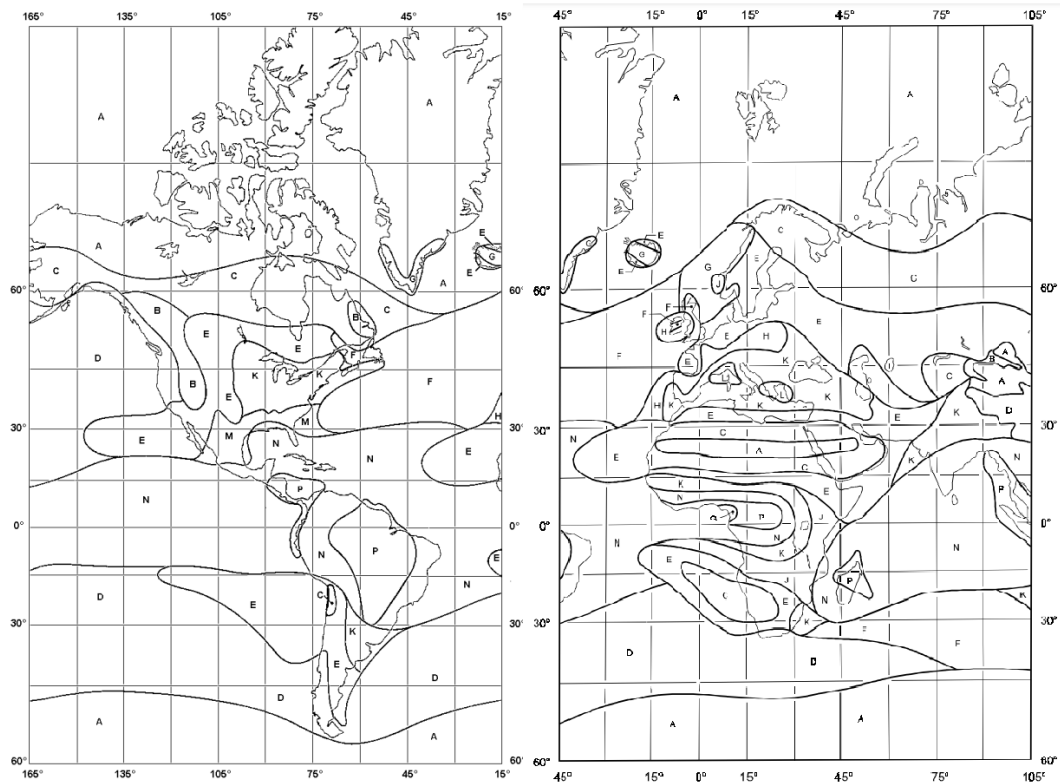 165° 135° 105° 75° 45° 15°
45° 15° 0° 15° 45° 75° 105°
A A
A A
E
G
E
A
C C G A
60° 60°
B B C
E E F
D K K F
B E H
30° M M 30°
E N N E
P
N
0° 0°
N P
E
D C N
E
30° K 30°
E
D D
A A
60° 60°
165° 135° 105° 75° 45° 15°
E G E
C
G E
J C
60° 60°
F
F E
H
F E H K
E
A
B
C A
L L D
H K K K E K
30° N E 30°
C
E A N
C K
K E P
N
0° G P J 0°
N N N
E K
J P
C E N K
30° K 30°
E F
D D
A A
60° 60°
45° 15° 0° 15° 45° 75° 105°